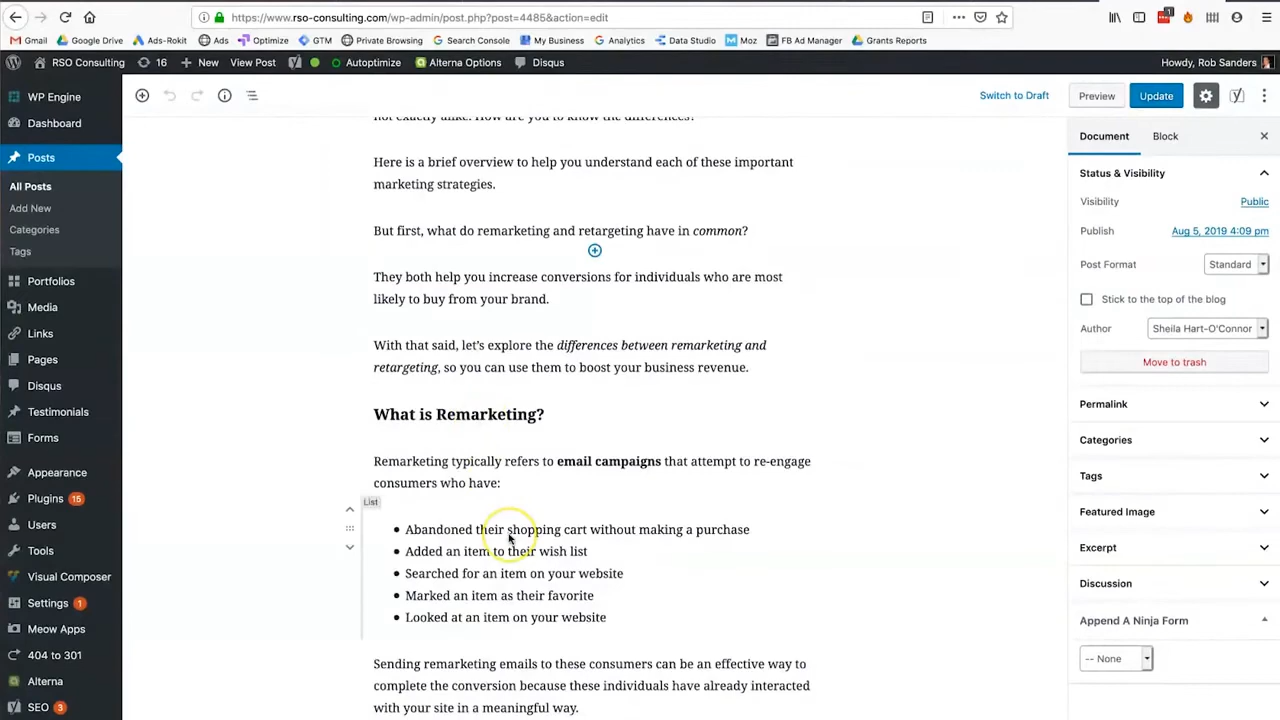 https://www.rso-consulting.com/wp-admin/post.php?post=4485&action=edit
Gmail Google Drive Ads-Rokit Ads Optimize GTM Private Browsing Search Console My Business Analytics Data Studio Moz FB Ad Manager Grants Reports
RSO Consulting 16 New View Post Autoptimize Alterna Options Disqus Howdy, Rob Sanders
WP Engine
Dashboard
Posts
All Posts
Add New
Categories
Tags
Portfolios
Media
Links
Pages
Disqus
Testimonials
Forms
Appearance
Plugins 15
Users
Tools
Visual Composer
Settings 1
Meow Apps
404 to 301
Alterna
SEO 3
Switch to Draft Preview Update
not exactly alike. How are you to know the differences?
Here is a brief overview to help you understand each of these important
marketing strategies.
But first, what do remarketing and retargeting have in common?
They both help you increase conversions for individuals who are most
likely to buy from your brand.
With that said, let's explore the differences between remarketing and
retargeting, so you can use them to boost your business revenue.
What is Remarketing?
Remarketing typically refers to email campaigns that attempt to re-engage
consumers who have:
List
• Abandoned their shopping cart without making a purchase
• Added an item to their wish list
• Searched for an item on your website
• Marked an item as their favorite
• Looked at an item on your website
Sending remarketing emails to these consumers can be an effective way to
complete the conversion because these individuals have already interacted
with your site in a meaningful way.
Document Block
Status & Visibility
Visibility Public
Publish Aug 5, 2019 4:09 pm
Post Format Standard
Stick to the top of the blog
Author Sheila Hart-O'Connor
Move to trash
Permalink
Categories
Tags
Featured Image
Excerpt
Discussion
Append A Ninja Form
-- None